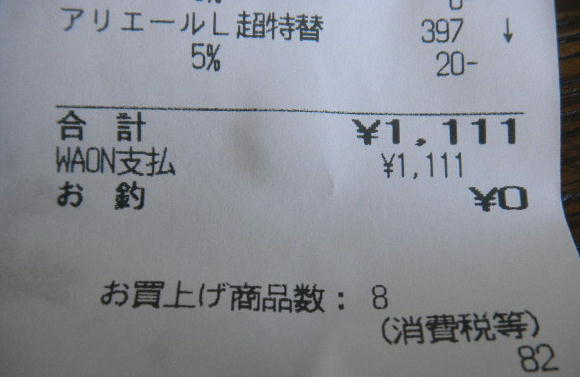 アリエールL超特替 397 ↓
5% 20-
合 計 ¥1,111
WAON支払 ¥1,111
お 釣 ¥0
お買上げ商品数: 8
(消費税等)
82